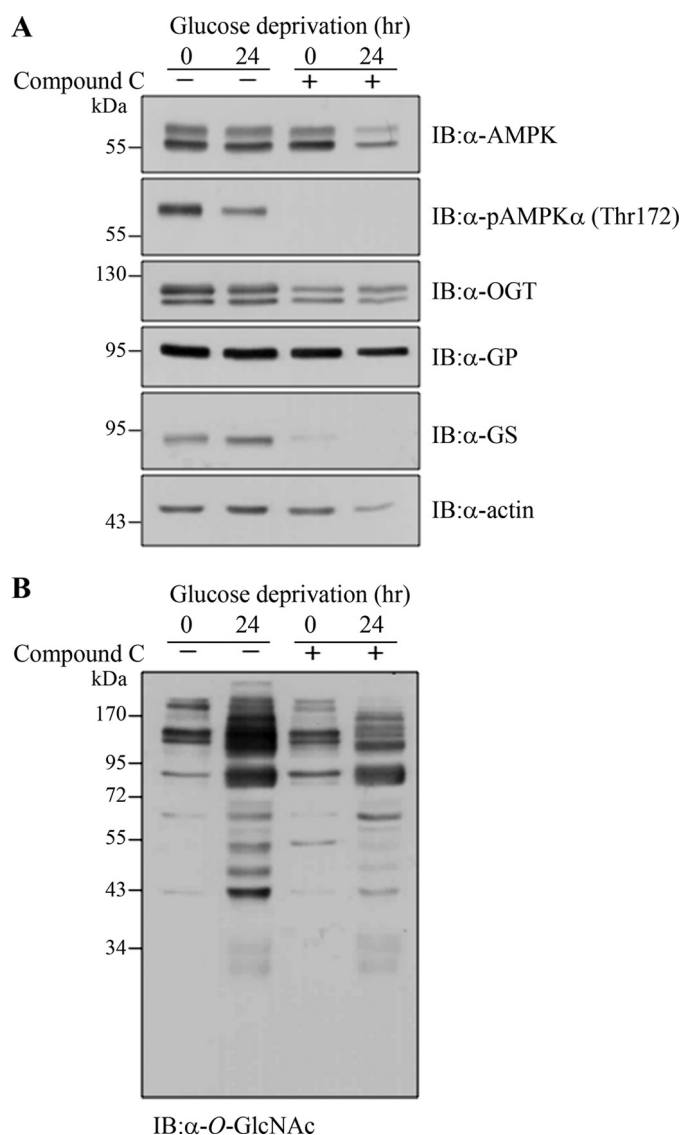 A
Glucose deprivation (hr)
0 24 0 24
Compound C − − + +
kDa
55 IB:α-AMPK
IB:α-pAMPKα (Thr172)
55
130
IB:α-OGT
95 IB:α-GP
95
IB:α-GS
IB:α-actin
43
B
Glucose deprivation (hr)
0 24 0 24
Compound C − − + +
kDa
170
95
72
55
43
34
IB:α-O-GlcNAc